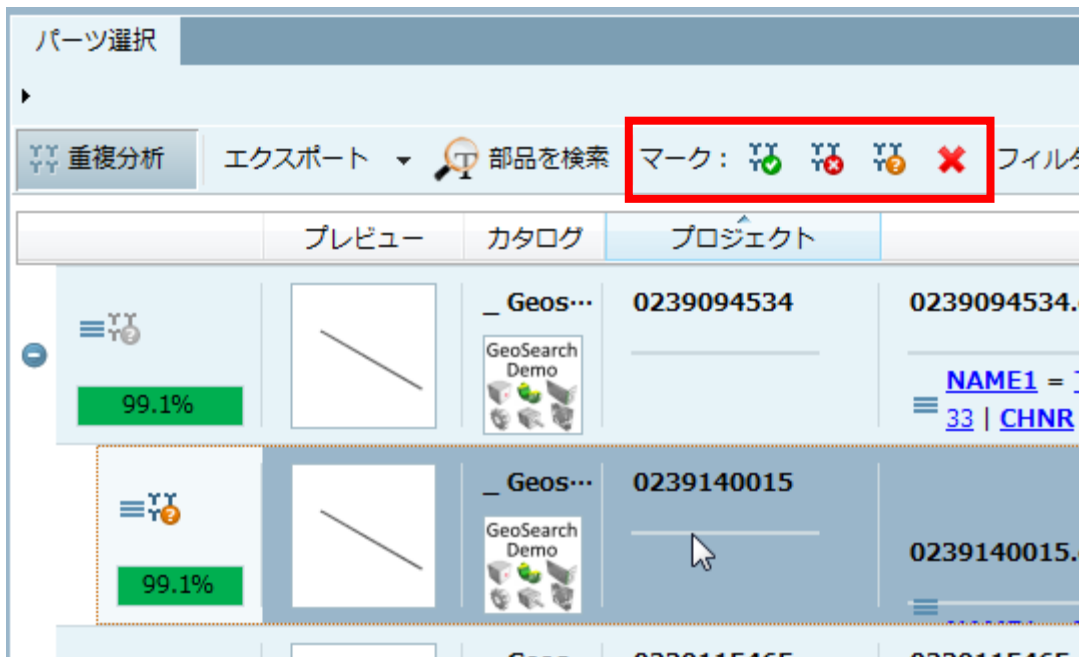 パーツ選択
重複分析 エクスポート 部品を検索 マーク： フィルタ
プレビュー カタログ プロジェクト
_ Geos… 0239094534 0239094534.
GeoSearch
Demo
99.1%
NAME1 =
33 | CHNR
_ Geos… 0239140015
GeoSearch
Demo
0239140015.
99.1%